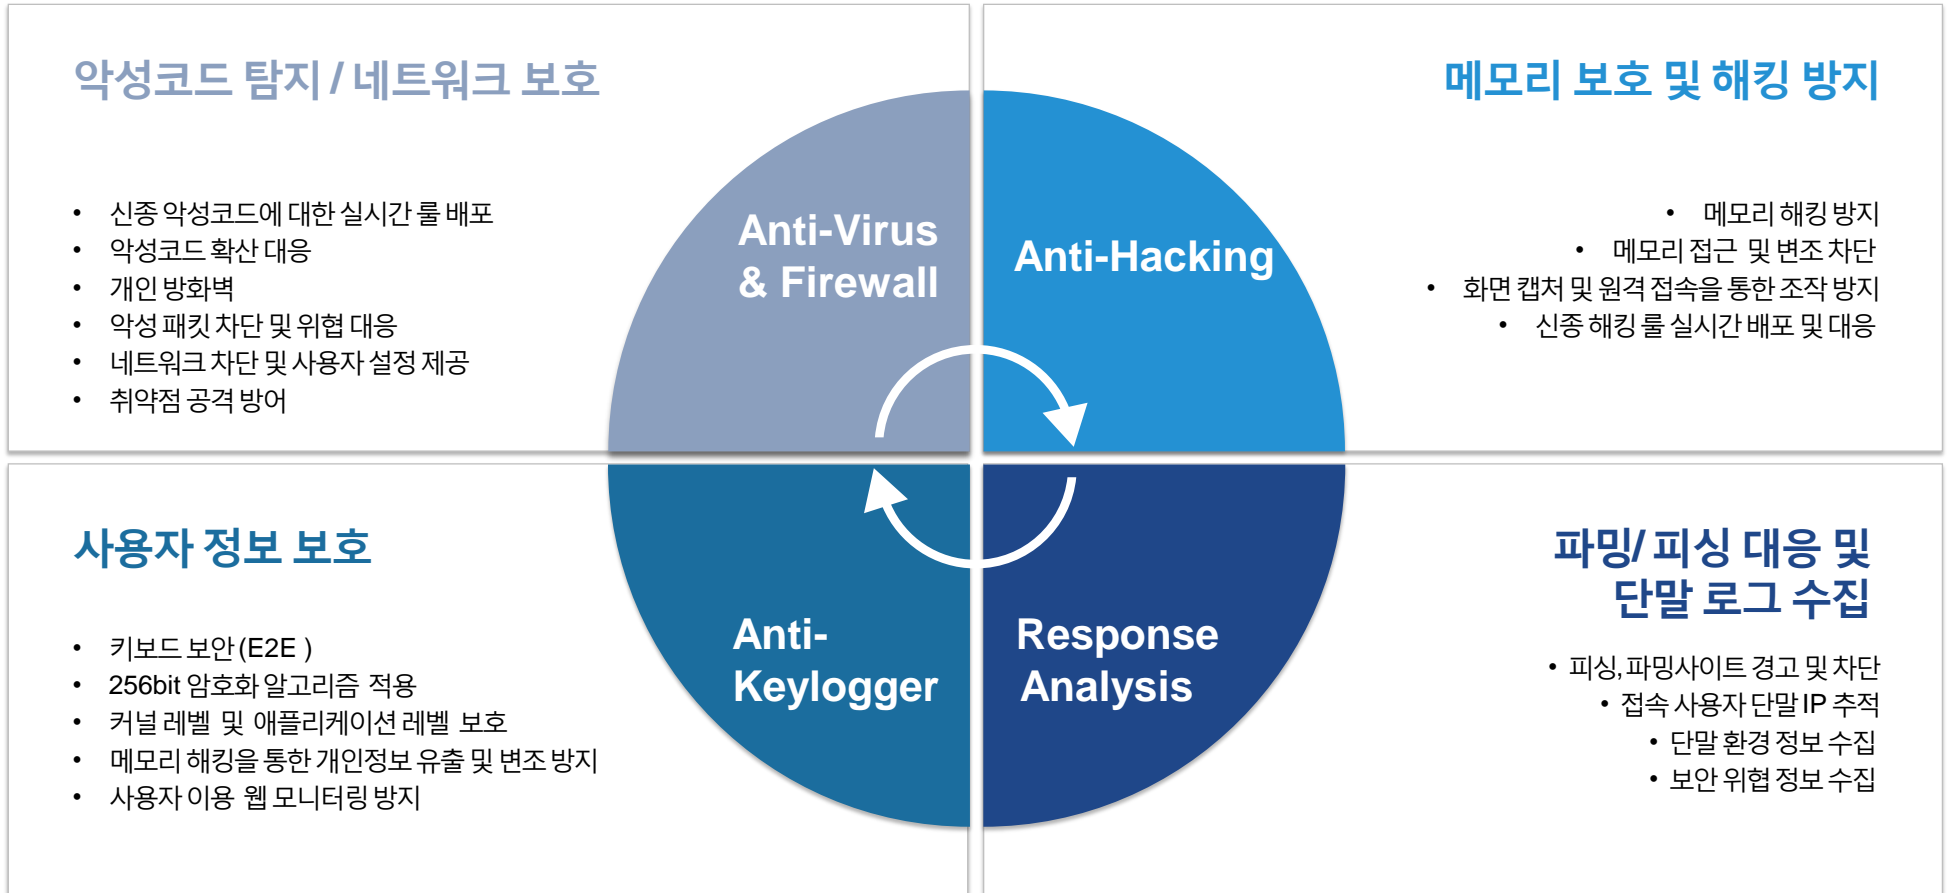 악성코드 탐지 / 네트워크 보호
• 신종 악성코드에 대한 실시간 룰 배포
• 악성코드 확산 대응
• 개인 방화벽
• 악성 패킷 차단 및 위협 대응
• 네트워크 차단 및 사용자 설정 제공
• 취약점 공격 방어
Anti-Virus
& Firewall
메모리 보호 및 해킹 방지
• 메모리 해킹 방지
• 메모리 접근 및 변조 차단
• 화면 캡처 및 원격 접속을 통한 조작 방지
• 신종 해킹 룰 실시간 배포 및 대응
Anti-Hacking
사용자 정보 보호
• 키보드 보안 (E2E )
• 256bit 암호화 알고리즘 적용
• 커널 레벨 및 애플리케이션 레벨 보호
• 메모리 해킹을 통한 개인정보 유출 및 변조 방지
• 사용자 이용 웹 모니터링 방지
Anti-
Keylogger
파밍/ 피싱 대응 및
단말 로그 수집
• 피싱, 파밍사이트 경고 및 차단
• 접속 사용자 단말 IP 추적
• 단말 환경 정보 수집
• 보안 위협 정보 수집
Response
Analysis